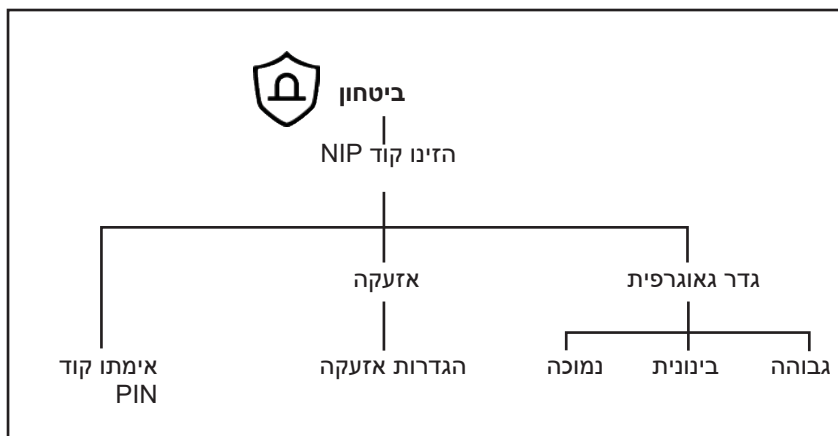 ביטחון
הזינו קוד NIP
גדר גאוגרפית
אזעקה
גבוהה
בינונית
נמוכה
הגדרות אזעקה
אימתו קוד
PIN